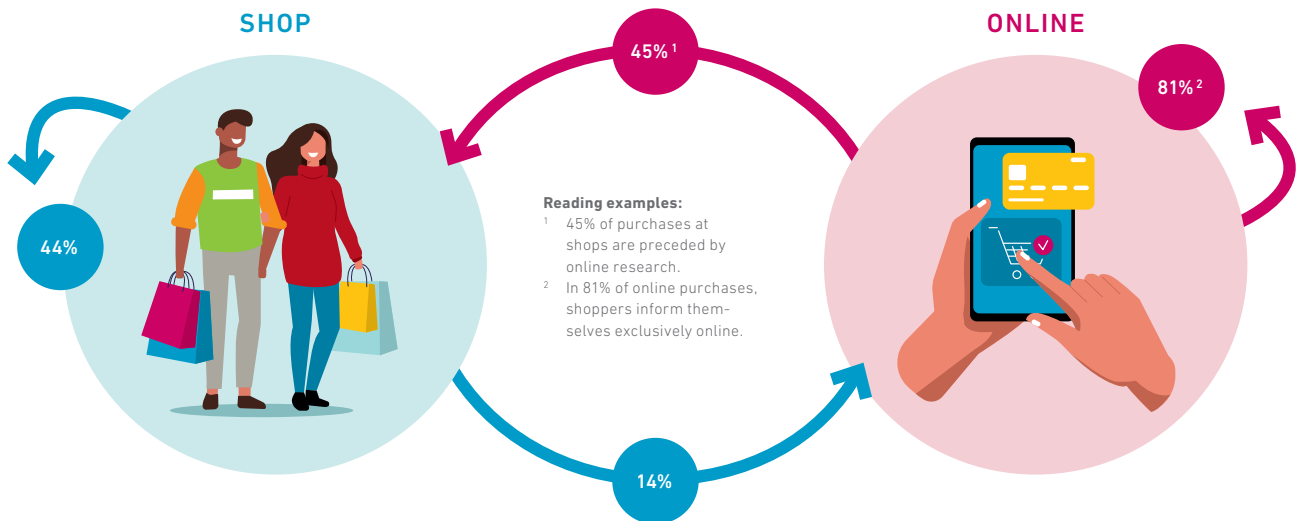 SHOP
ONLINE
45% ¹
81% ²
44%
Reading examples:
¹ 45% of purchases at
shops are preceded by
online research.
² In 81% of online purchases,
shoppers inform them-
selves exclusively online.
14%